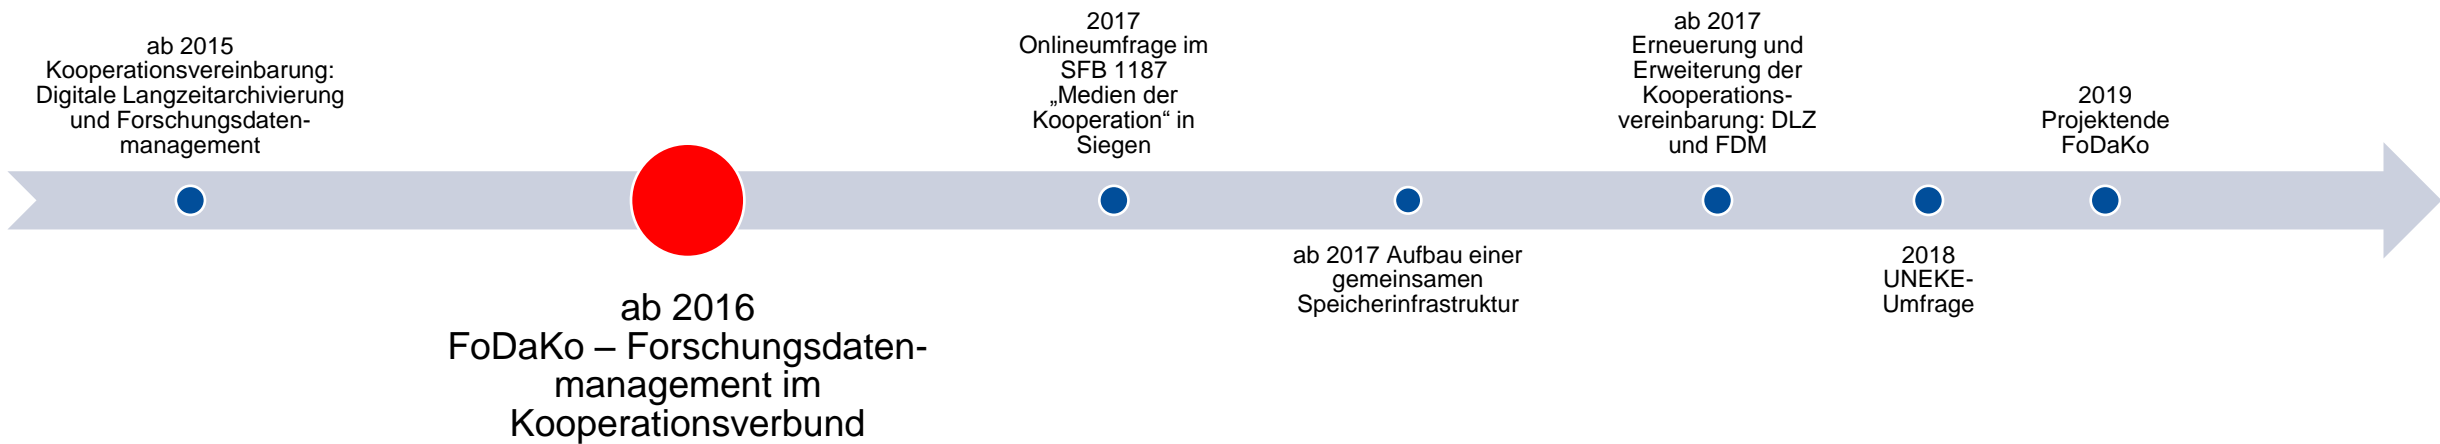 ab 2015
Kooperationsvereinbarung:
Digitale Langzeitarchivierung
und Forschungsdaten-
management
ab 2016
FoDaKo – Forschungsdaten-
management im
Kooperationsverbund
2017
Onlineumfrage im
SFB 1187
„Medien der
Kooperation“ in
Siegen
ab 2017 Aufbau einer
gemeinsamen
Speicherinfrastruktur
ab 2017
Erneuerung und
Erweiterung der
Kooperations-
vereinbarung: DLZ
und FDM
2018
UNEKE-
Umfrage
2019
Projektende
FoDaKo